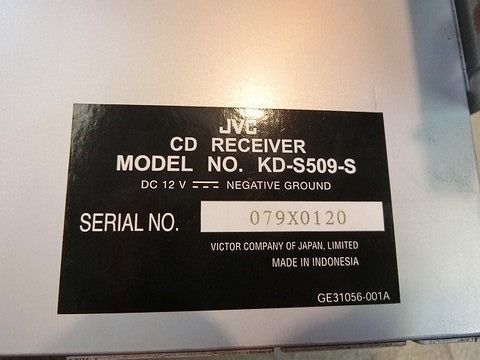 JVC
CD RECEIVER
MODEL NO. KD-S509-S
DC 12 V ⎓ NEGATIVE GROUND
SERIAL NO. 079X0120
VICTOR COMPANY OF JAPAN, LIMITED
MADE IN INDONESIA
GE31056-001A